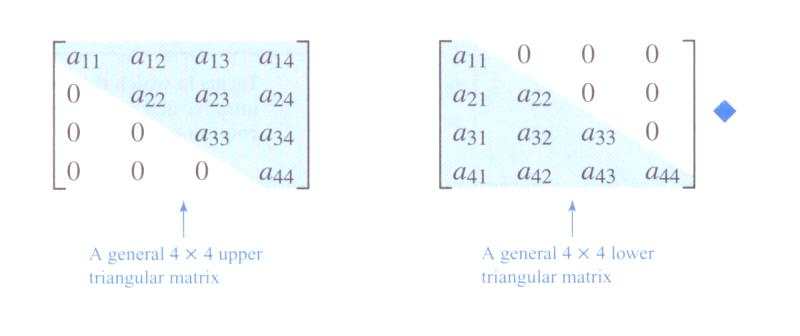 a11 a12 a13 a14
0 a22 a23 a24
0 0 a33 a34
0 0 0 a44
A general 4 × 4 upper
triangular matrix
a11 0 0 0
a21 a22 0 0
a31 a32 a33 0
a41 a42 a43 a44
A general 4 × 4 lower
triangular matrix